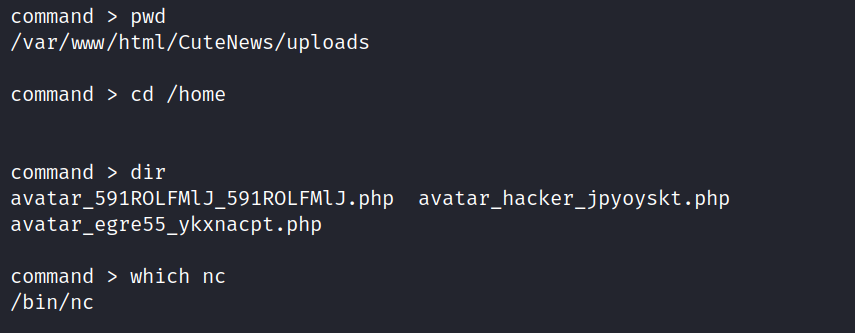 command > pwd
/var/www/html/CuteNews/uploads
command > cd /home
command > dir
avatar_591ROLFMlJ_591ROLFMlJ.php  avatar_hacker_jpyoyskt.php
avatar_egre55_ykxnacpt.php
command > which nc
/bin/nc